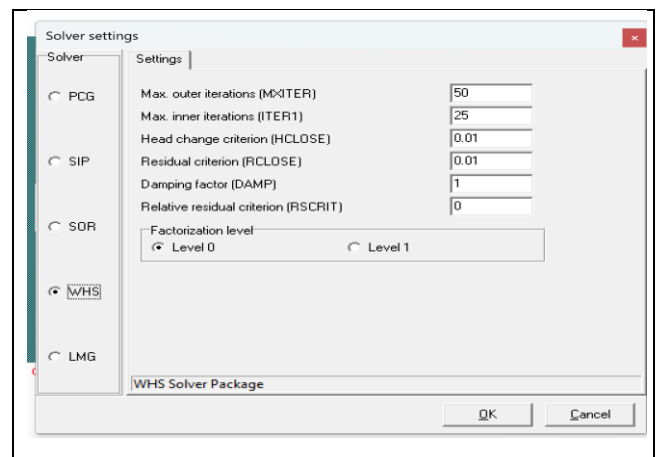 Solver settings
Solver
Settings
PCG
SIP
SOR
WHS
LMG
Max. outer iterations (MXITER) 50
Max. inner iterations (ITER1) 25
Head change criterion (HCLOSE) 0.01
Residual criterion (RCLOSE) 0.01
Damping factor (DAMP) 1
Relative residual criterion (RSCRIT) 0
Factorization level
Level 0 Level 1
WHS Solver Package
OK Cancel